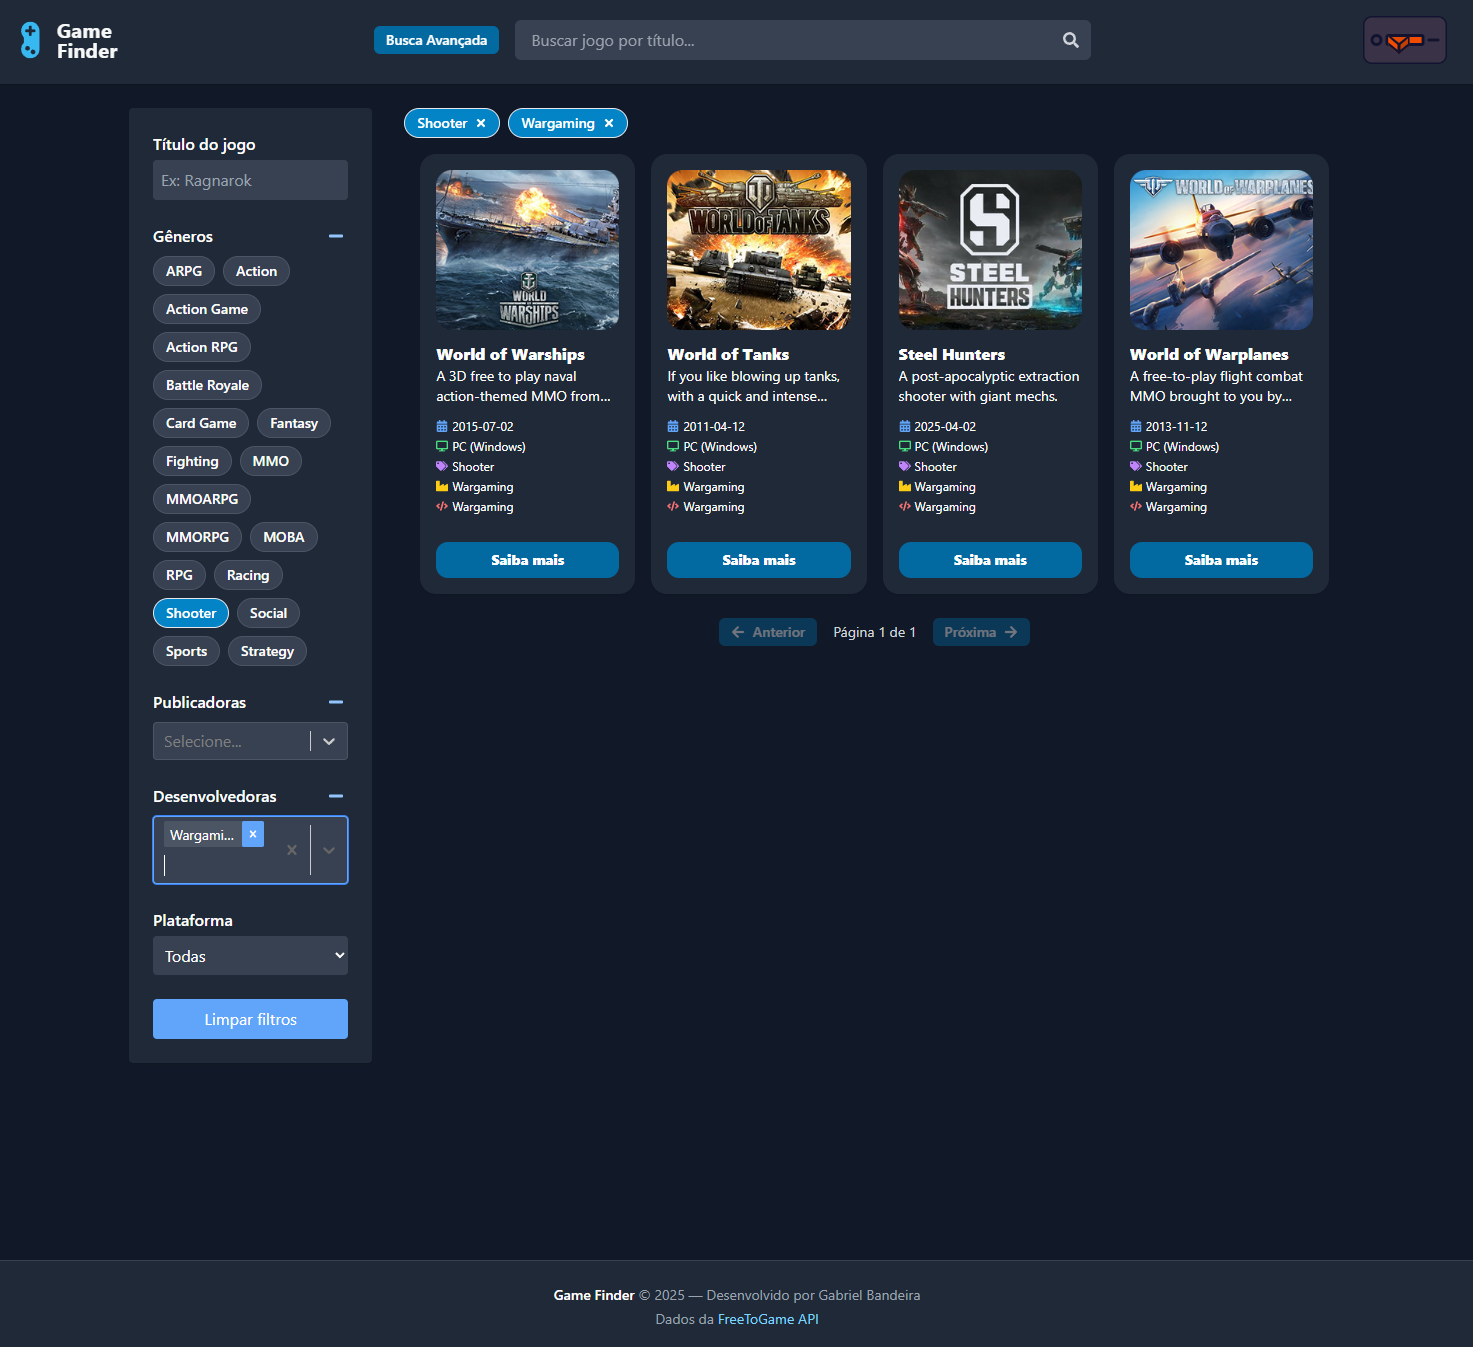 Game
Finder
Busca Avançada
Buscar jogo por título...
Título do jogo
Ex: Ragnarok
Gêneros
ARPG
Action
Action Game
Action RPG
Battle Royale
Card Game
Fantasy
Fighting
MMO
MMOARPG
MMORPG
MOBA
RPG
Racing
Shooter
Social
Sports
Strategy
Publicadoras
Selecione...
Desenvolvedoras
Wargami...
Plataforma
Todas
Limpar filtros
Shooter
Wargaming
WORLD
OF
WARSHIPS
World of Warships
A 3D free to play naval
action-themed MMO from...
2015-07-02
PC (Windows)
Shooter
Wargaming
Wargaming
Saiba mais
WORLD OF TANKS
World of Tanks
If you like blowing up tanks,
with a quick and intense...
2011-04-12
PC (Windows)
Shooter
Wargaming
Wargaming
Saiba mais
STEEL
HUNTERS
Steel Hunters
A post-apocalyptic extraction
shooter with giant mechs.
2025-04-02
PC (Windows)
Shooter
Wargaming
Wargaming
Saiba mais
WORLD OF WARPLANES
World of Warplanes
A free-to-play flight combat
MMO brought to you by...
2013-11-12
PC (Windows)
Shooter
Wargaming
Wargaming
Saiba mais
Anterior
Página 1 de 1
Próxima
Game Finder © 2025 — Desenvolvido por Gabriel Bandeira
Dados da FreeToGame API